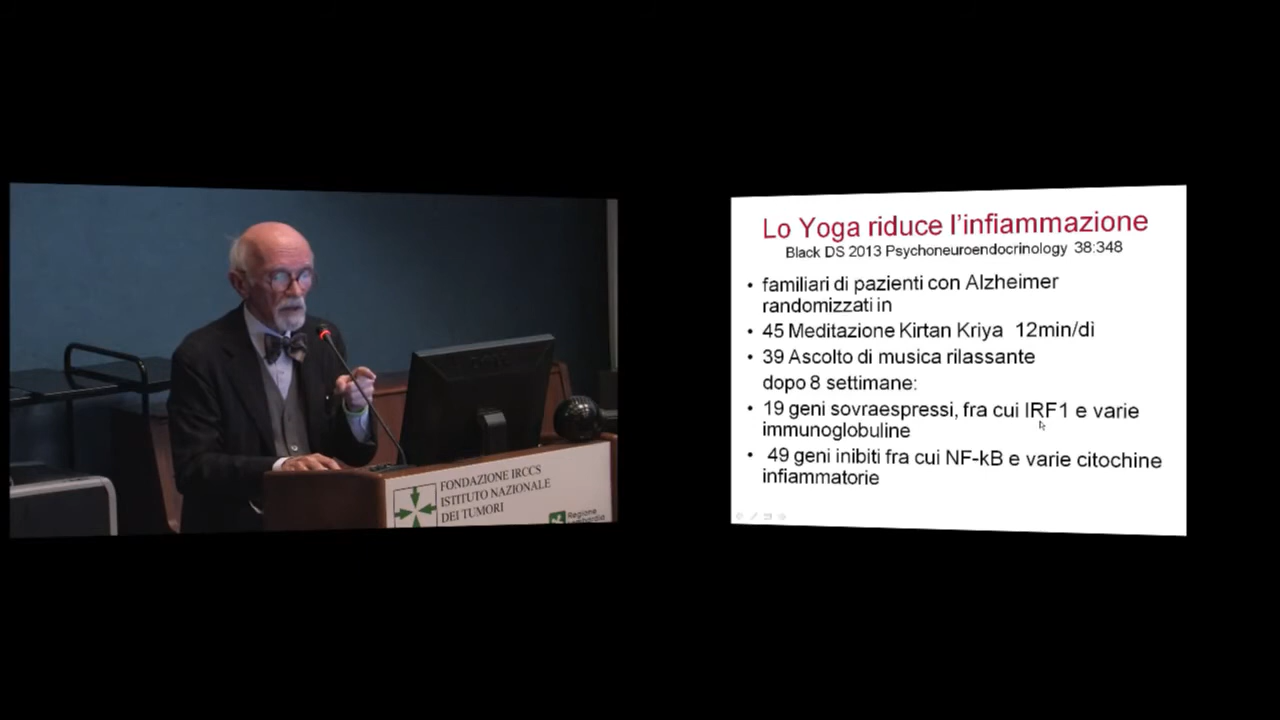 FONDAZIONE IRCCS
ISTITUTO NAZIONALE
DEI TUMORI
Regione
Lombardia
Lo Yoga riduce l'infiammazione
Black DS 2013 Psychoneuroendocrinology 38:348
• familiari di pazienti con Alzheimer
randomizzati in
• 45 Meditazione Kirtan Kriya 12min/dì
• 39 Ascolto di musica rilassante
dopo 8 settimane:
• 19 geni sovraespressi, fra cui IRF1 e varie
immunoglobuline
• 49 geni inibiti fra cui NF-kB e varie citochine
infiammatorie